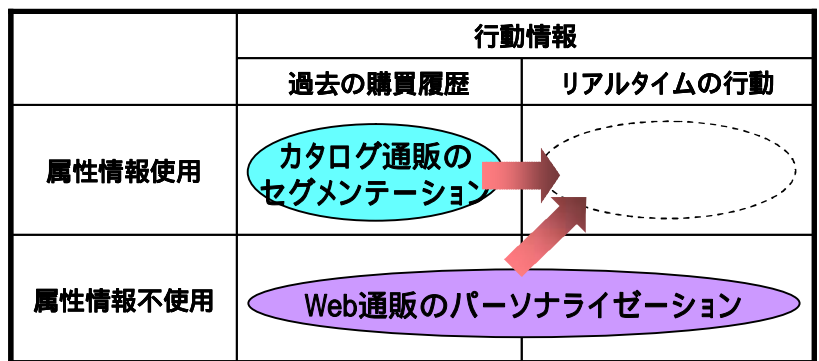 行動情報
過去の購買履歴
リアルタイムの行動
属性情報使用
カタログ通販の
セグメンテーション
属性情報不使用
Web通販のパーソナライゼーション